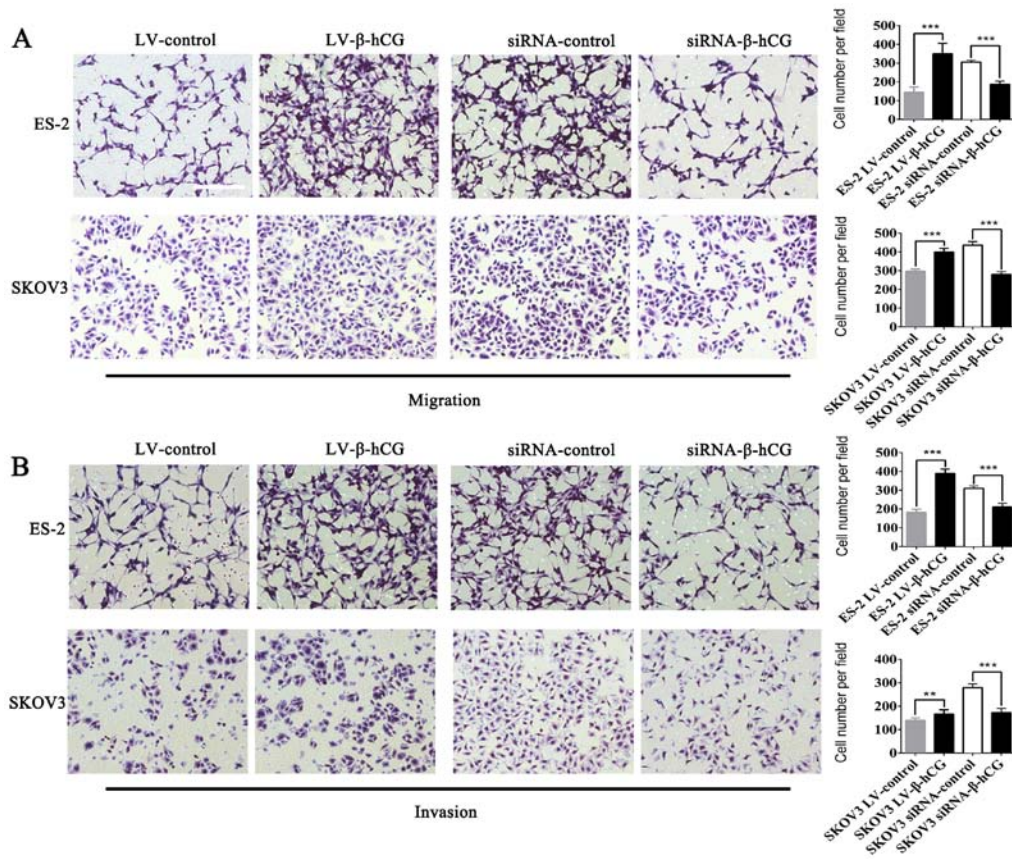 A
LV-control
LV-β-hCG
siRNA-control
siRNA-β-hCG
ES-2
SKOV3
Migration
Cell number per field
500
400
300
200
100
0
***
***
ES-2 LV-control
ES-2 LV-β-hCG
ES-2 siRNA-control
ES-2 siRNA-β-hCG
Cell number per field
500
400
300
200
100
0
***
***
SKOV3 LV-control
SKOV3 LV-β-hCG
SKOV3 siRNA-control
SKOV3 siRNA-β-hCG
B
LV-control
LV-β-hCG
siRNA-control
siRNA-β-hCG
ES-2
SKOV3
Invasion
Cell number per field
500
400
300
200
100
0
***
***
ES-2 LV-control
ES-2 LV-β-hCG
ES-2 siRNA-control
ES-2 siRNA-β-hCG
Cell number per field
400
300
200
100
0
**
***
SKOV3 LV-control
SKOV3 LV-β-hCG
SKOV3 siRNA-control
SKOV3 siRNA-β-hCG